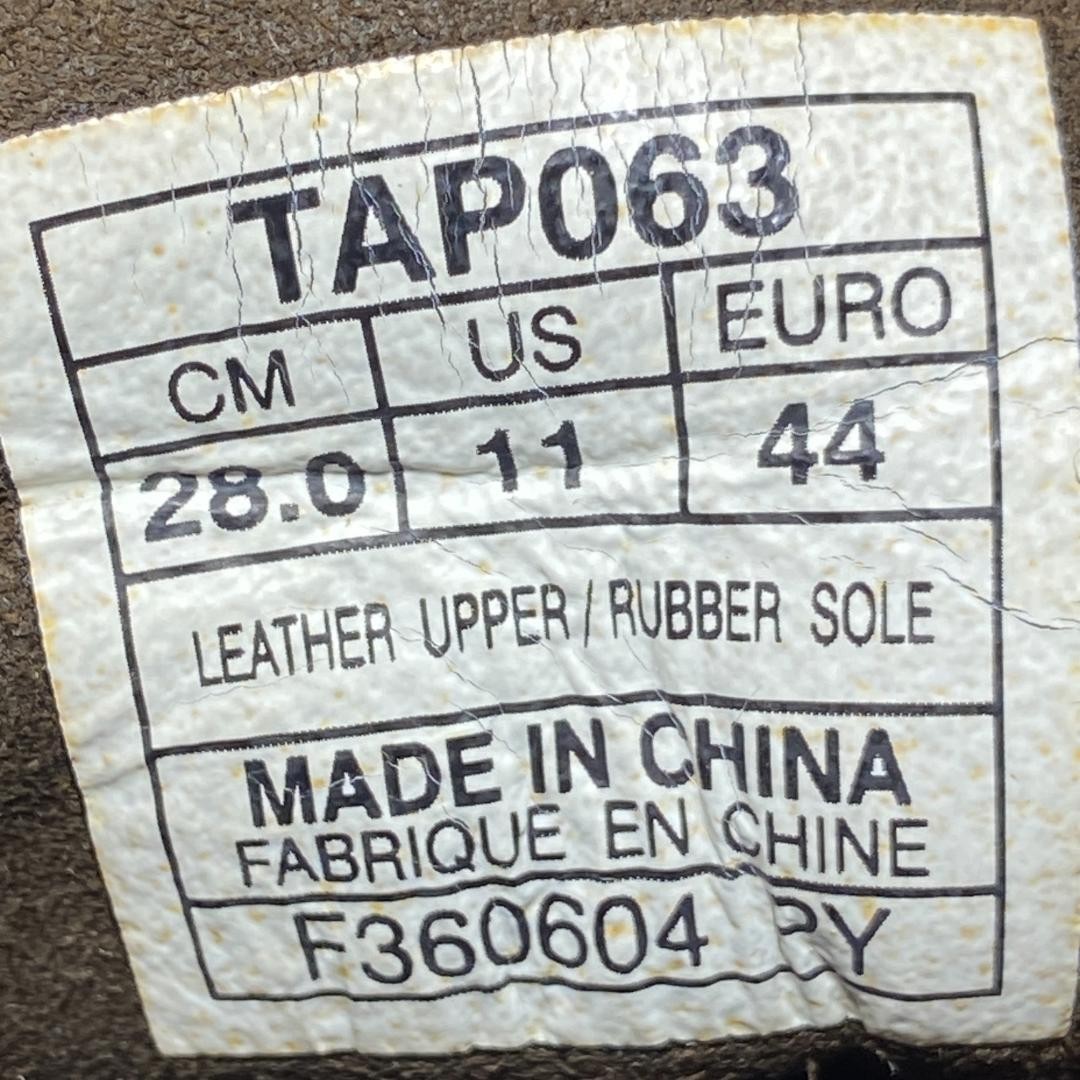 TAP063
CM US EURO
28.0 11 44
LEATHER UPPER / RUBBER SOLE
MADE IN CHINA
FABRIQUE EN CHINE
F360604